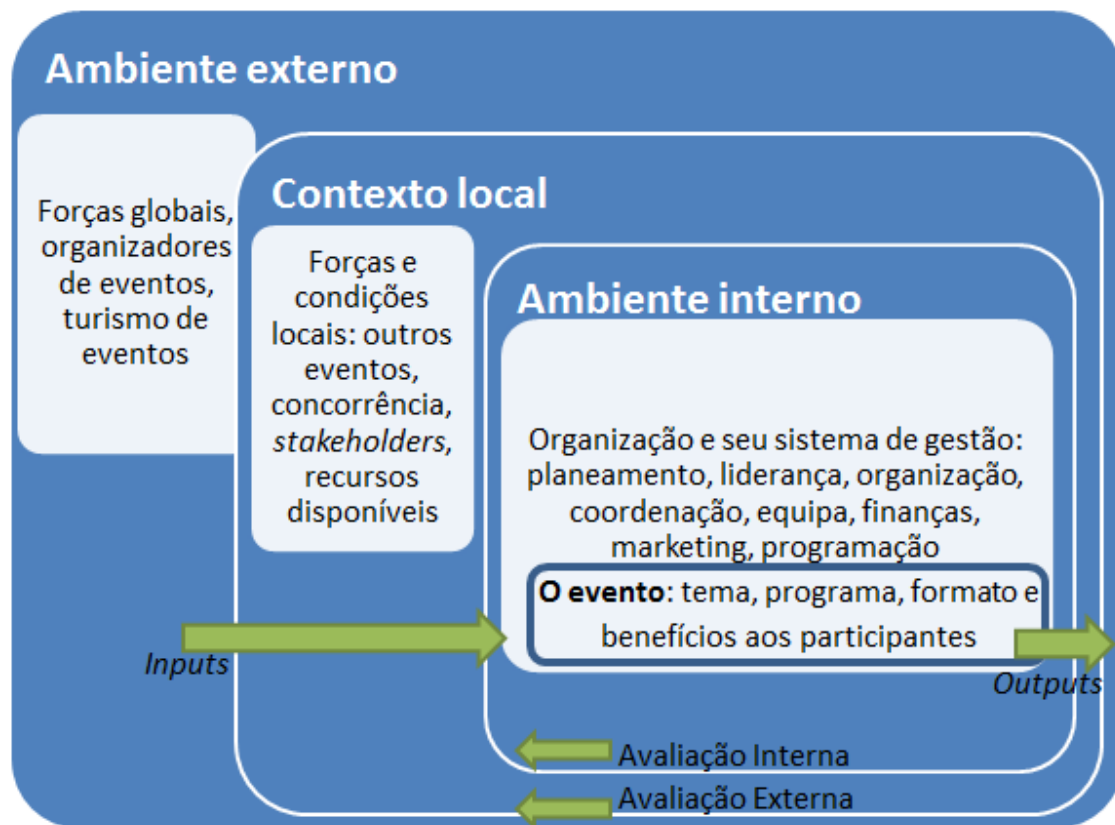 Ambiente externo
Forças globais,
organizadores
de eventos,
turismo de
eventos
Contexto local
Forças e
condições
locais: outros
eventos,
concorrência,
stakeholders,
recursos
disponíveis
Ambiente interno
Organização e seu sistema de gestão:
planeamento, liderança, organização,
coordenação, equipa, finanças,
marketing, programação
O evento: tema, programa, formato e
benefícios aos participantes
Inputs
Outputs
Avaliação Interna
Avaliação Externa